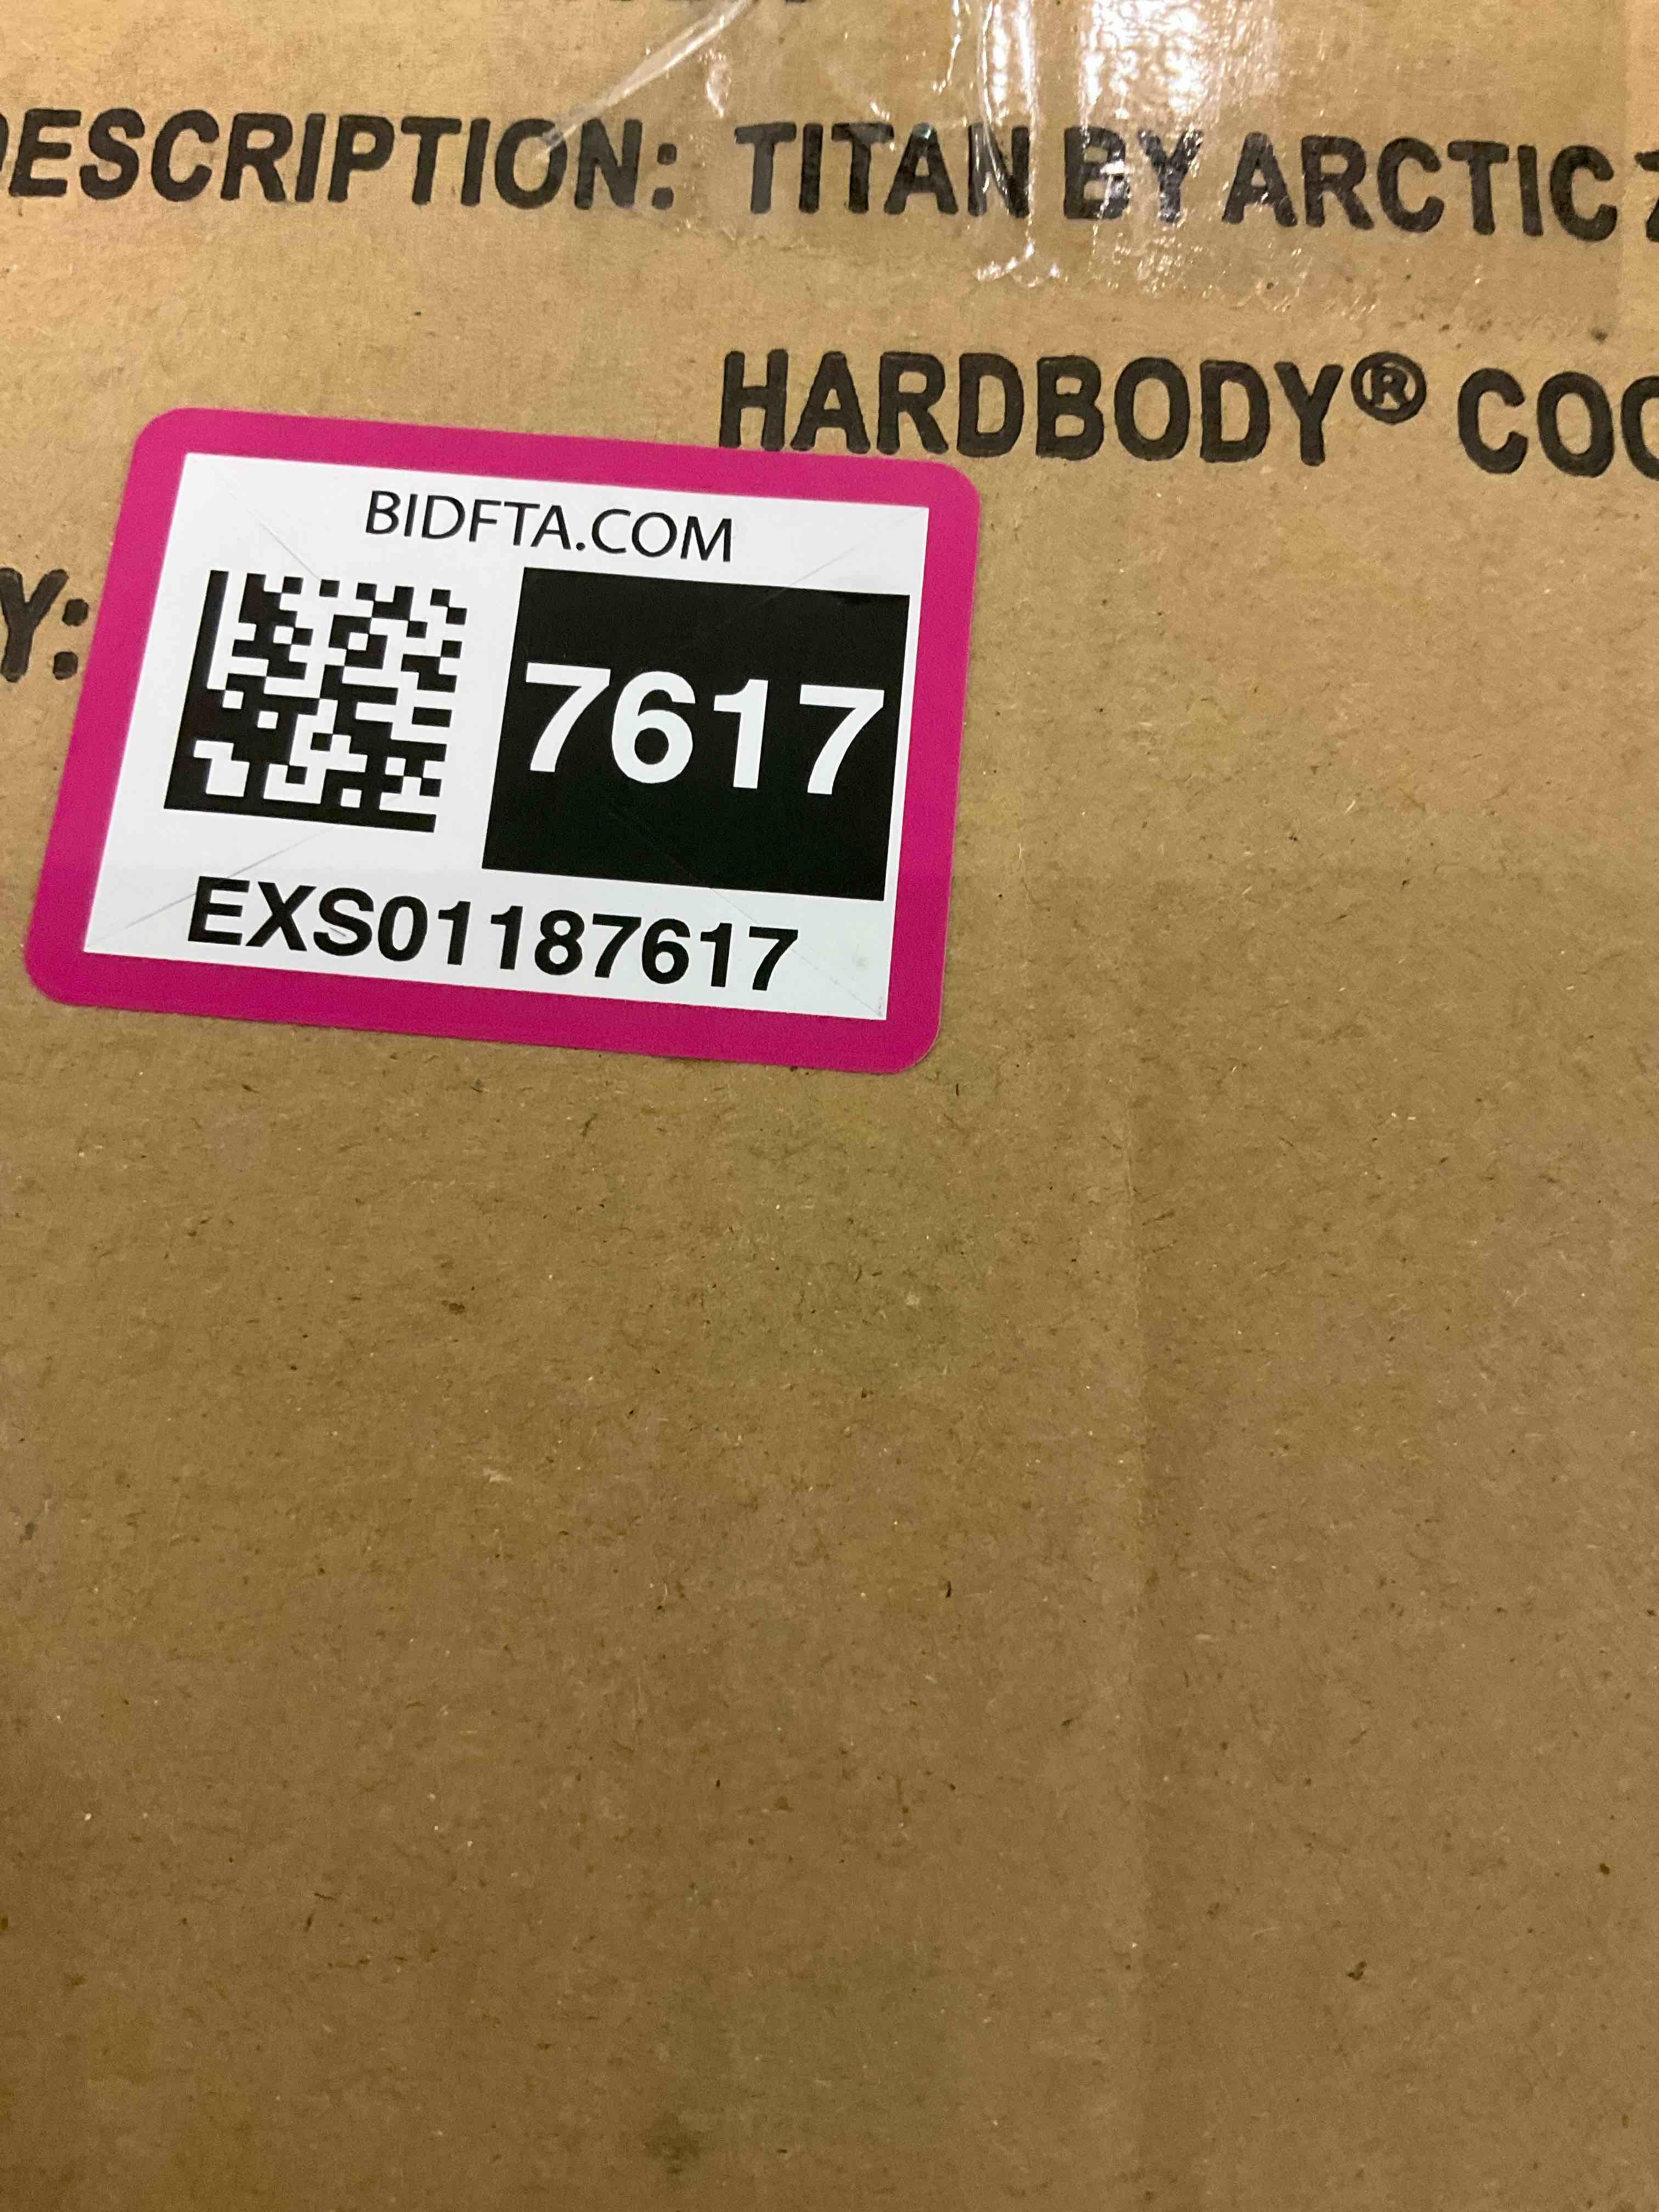 DESCRIPTION: TITAN BY ARCTIC
HARDBODY® COO
Y:
BIDFTA.COM
7617
EXS01187617